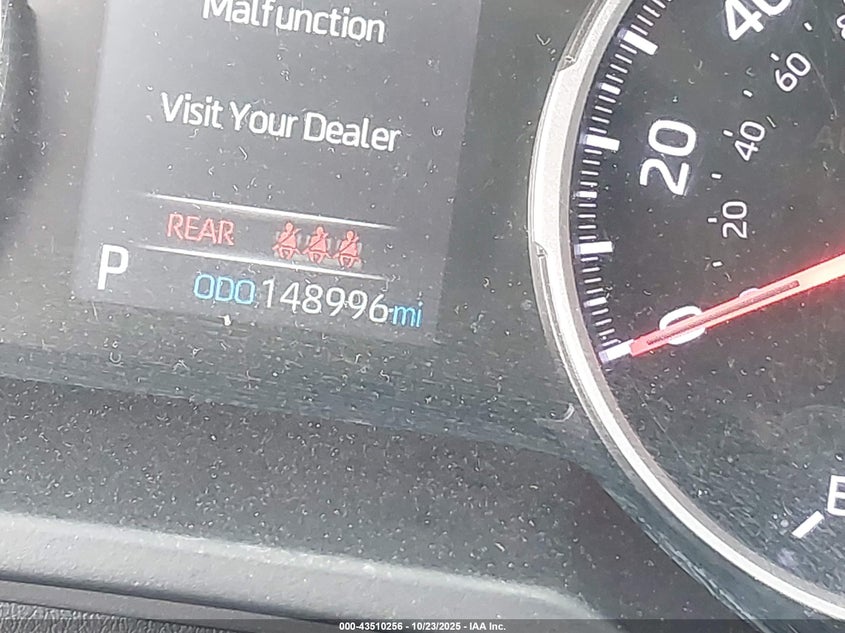 Malfunction
Visit Your Dealer
REAR
P
ODO 148996 mi
40
60
20
40
20
0
E
000-43510256 - 10/23/2025 - IAA Inc.